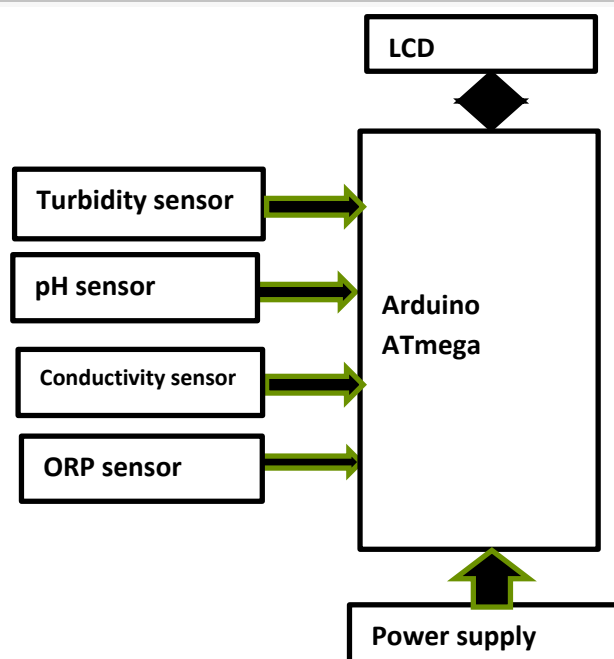 LCD
Turbidity sensor
pH sensor
Arduino
ATmega
Conductivity sensor
ORP sensor
Power supply